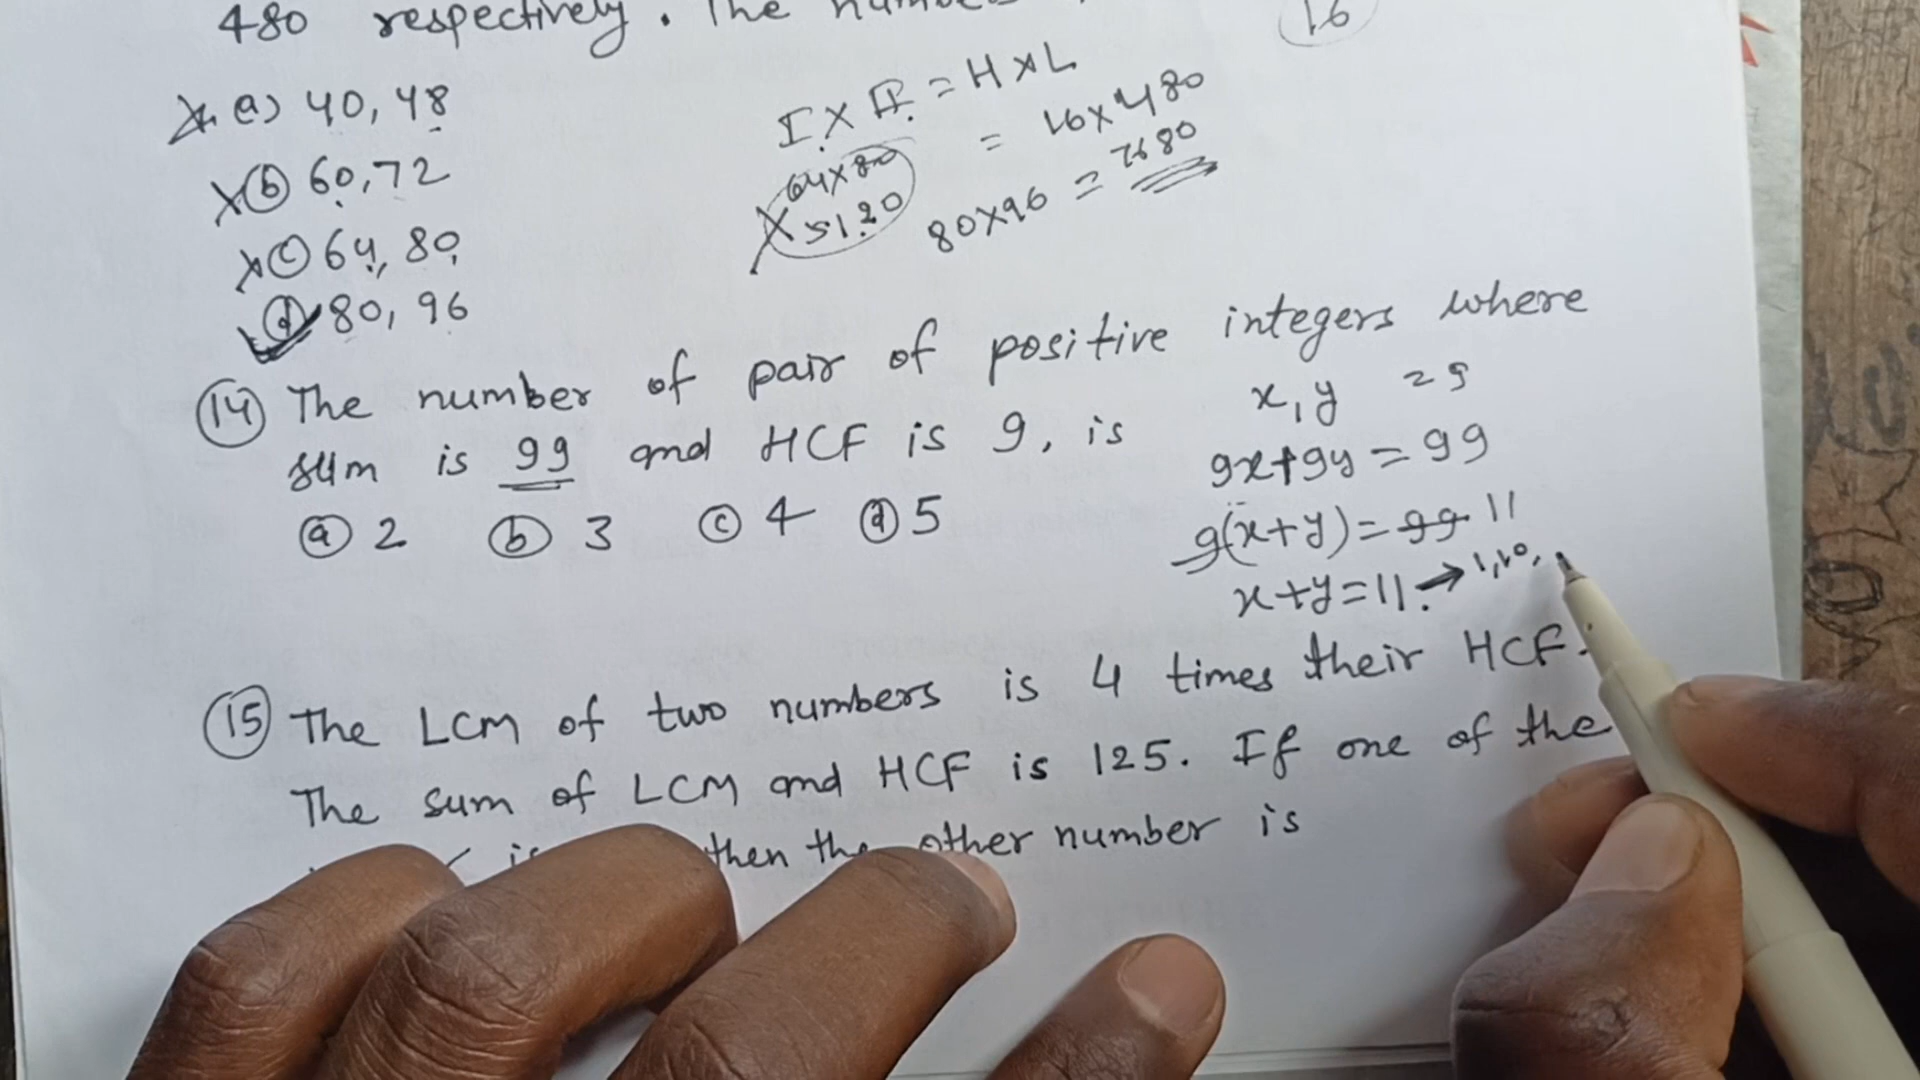 480 respectively. The
16
a) 40, 48
b 60, 72
c 64, 80
d 80, 96
I X II = H X L
= 16 x 480
64 x 80
5120
80 x 96 = 7680
14 The number of pair of positive integers where
sum is 99 and HCF is 9, is
a 2 b 3 c 4 d 5
x, y = 9
9x + 9y = 99
9(x + y) = 99 11
x + y = 11. → 1, 10,
15 The LCM of two numbers is 4 times their HCF.
The sum of LCM and HCF is 125. If one of the
then the other number is